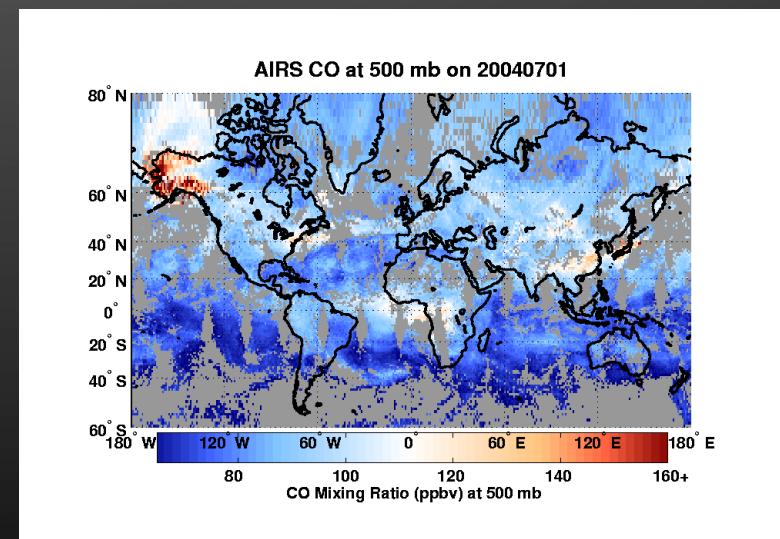 AIRS CO at 500 mb on 20040701
80° N
60° N
40° N
20° N
0°
20° S
40° S
60° S
180° W 120° W 60° W 0° 60° E 120° E 180° E
80 100 120 140 160+
CO Mixing Ratio (ppbv) at 500 mb